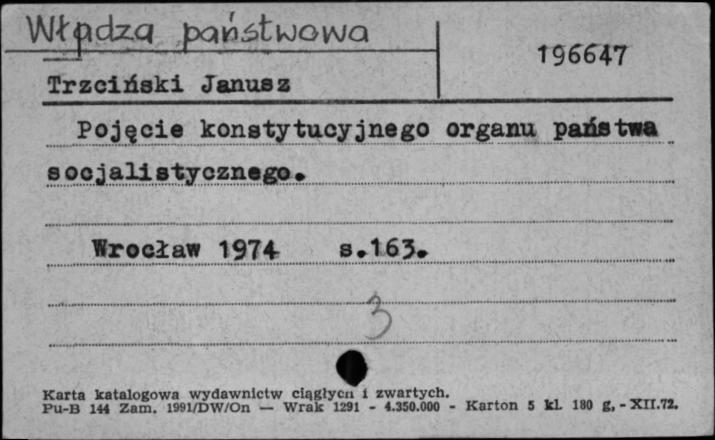 Władza państwowa
196647
Trzciński Janusz
Pojęcie konstytucyjnego organu państwa
socjalistycznego.
Wrocław 1974 s.163.
3
Karta katalogowa wydawnictw ciągłych i zwartych.
Pu-B 144 Zam. 1991/DW/On — Wrak 1291 - 4.350.000 - Karton 5 kl. 180 g. - XII.72.